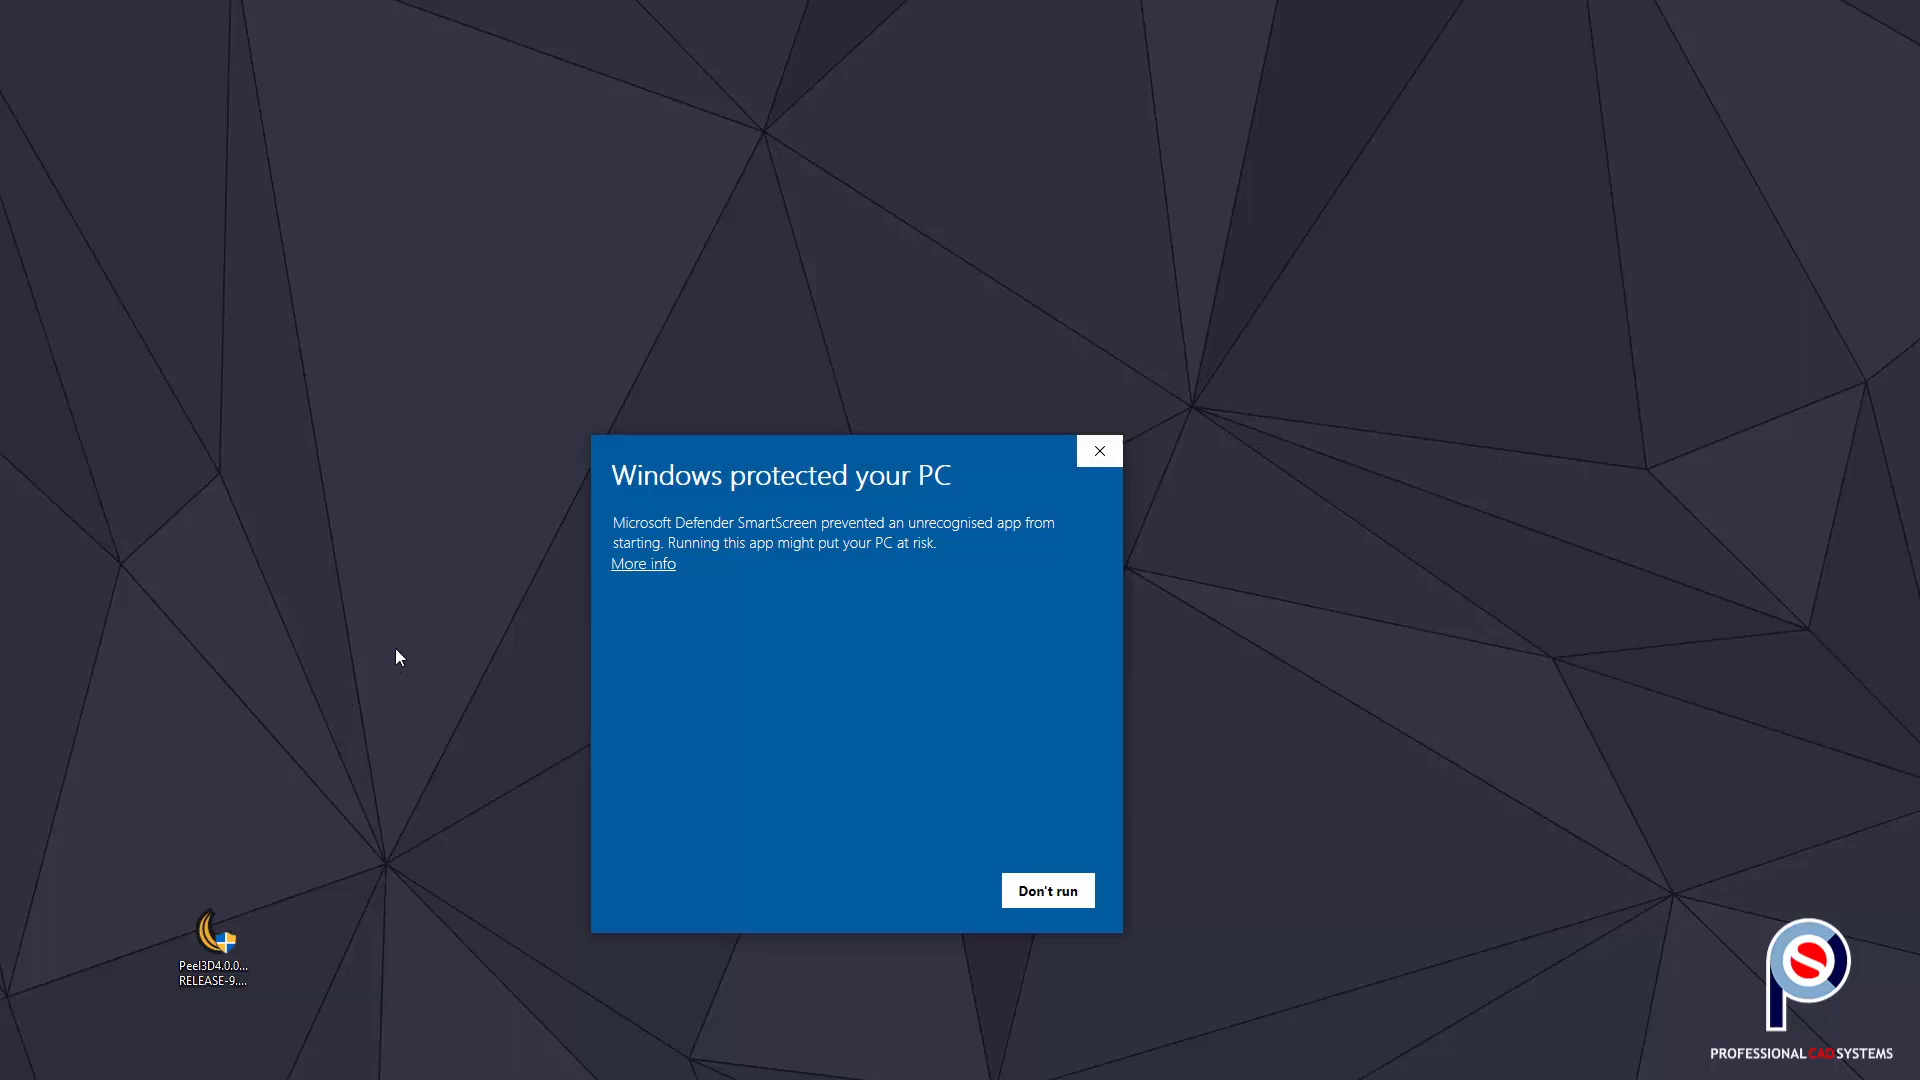 Windows protected your PC
Microsoft Defender SmartScreen prevented an unrecognised app from
starting. Running this app might put your PC at risk.
More info
Don't run
Peel3D4.0.0...
RELEASE-9....
PROFESSIONAL CAD SYSTEMS